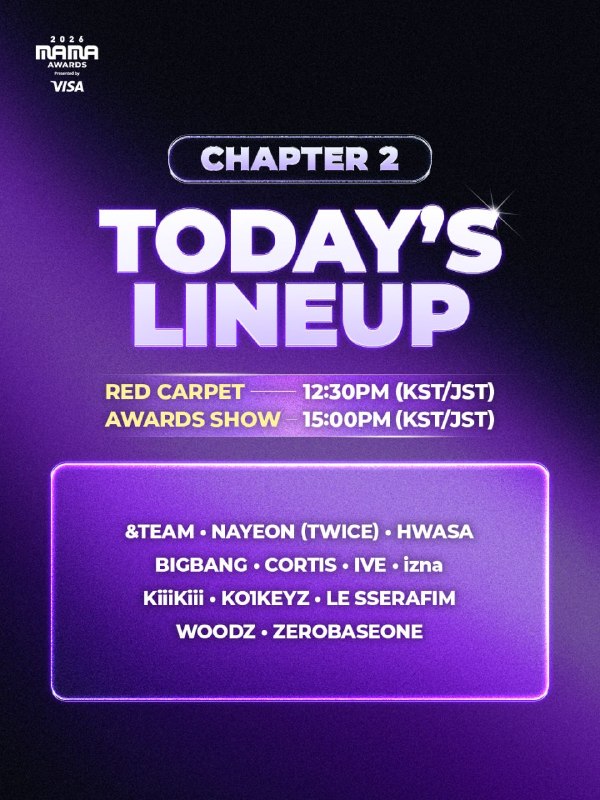 2026
MAMA
AWARDS
Presented by
VISA
CHAPTER 2
TODAY'S
LINEUP
RED CARPET 12:30PM (KST/JST)
AWARDS SHOW 15:00PM (KST/JST)
&TEAM • NAYEON (TWICE) • HWASA
BIGBANG • CORTIS • IVE • izna
KiiiKiii • KO1KEYZ • LE SSERAFIM
WOODZ • ZEROBASEONE